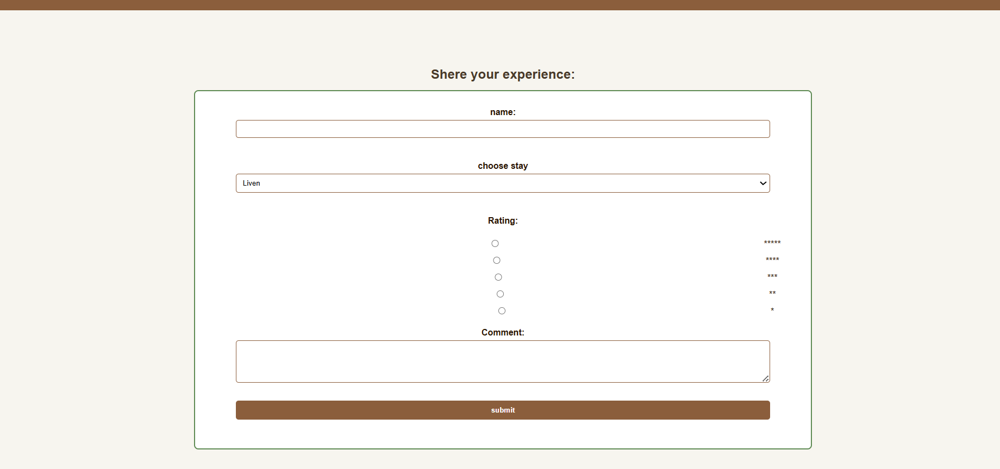 Shere your experience:
name:
choose stay
Liven
Rating:
*****
****
***
**
*
Comment:
submit